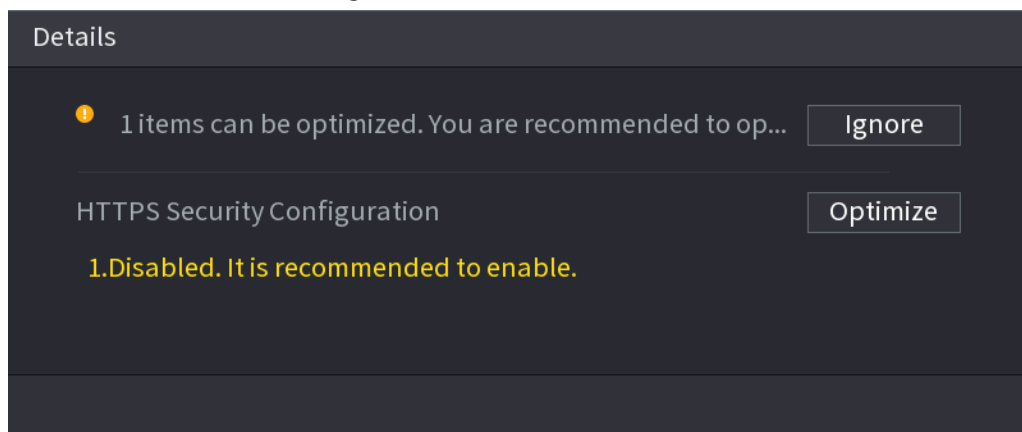 Details
1 items can be optimized. You are recommended to op... Ignore
HTTPS Security Configuration Optimize
1.Disabled. It is recommended to enable.